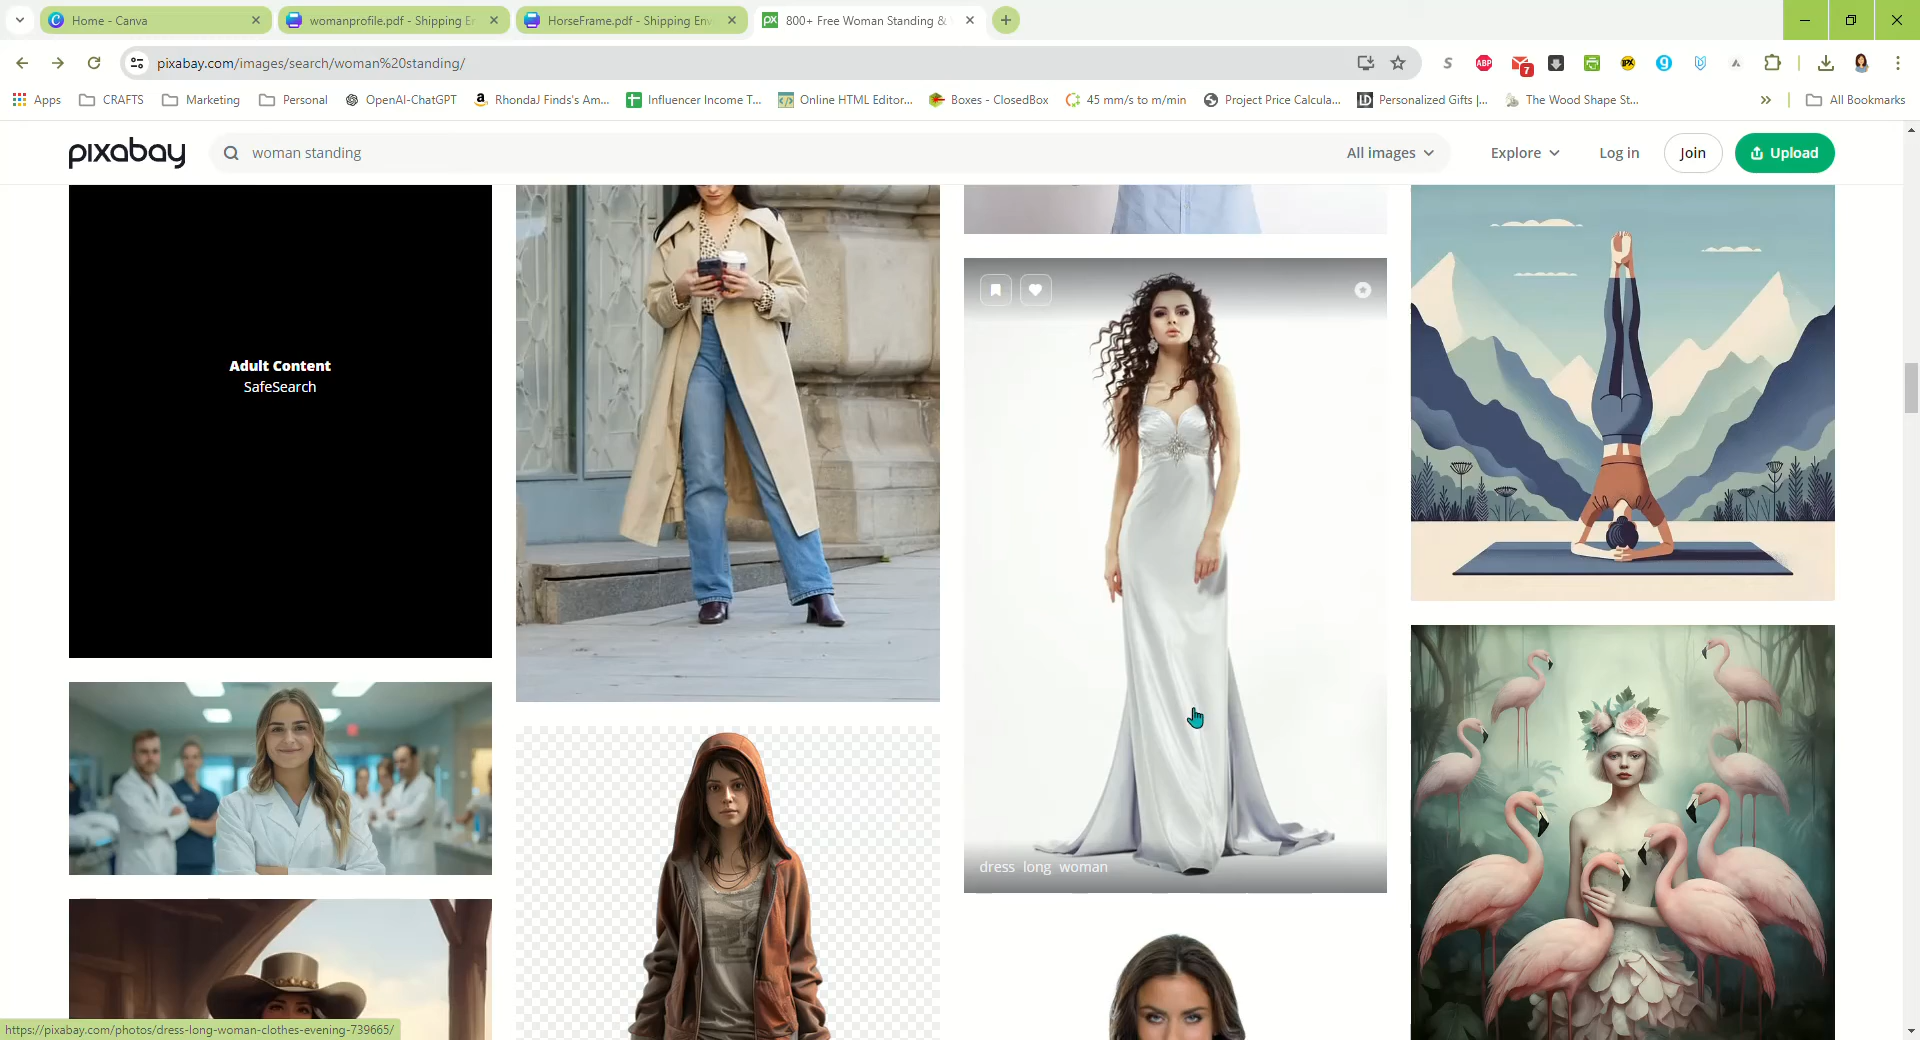 Home - Canva
womanprofile.pdf - Shipping En
HorseFrame.pdf - Shipping Env
800+ Free Woman Standing &
pixabay.com/images/search/woman%20standing/
S
ABP
7
Apps
CRAFTS
Marketing
Personal
OpenAI-ChatGPT
RhondaJ Finds's Am...
Influencer Income T...
Online HTML Editor...
Boxes - ClosedBox
45 mm/s to m/min
Project Price Calcula...
Personalized Gifts |...
The Wood Shape St...
All Bookmarks
pixabay
woman standing
All images
Explore
Log in
Join
Upload
Adult Content
SafeSearch
dress long woman
https://pixabay.com/photos/dress-long-woman-clothes-evening-739665/